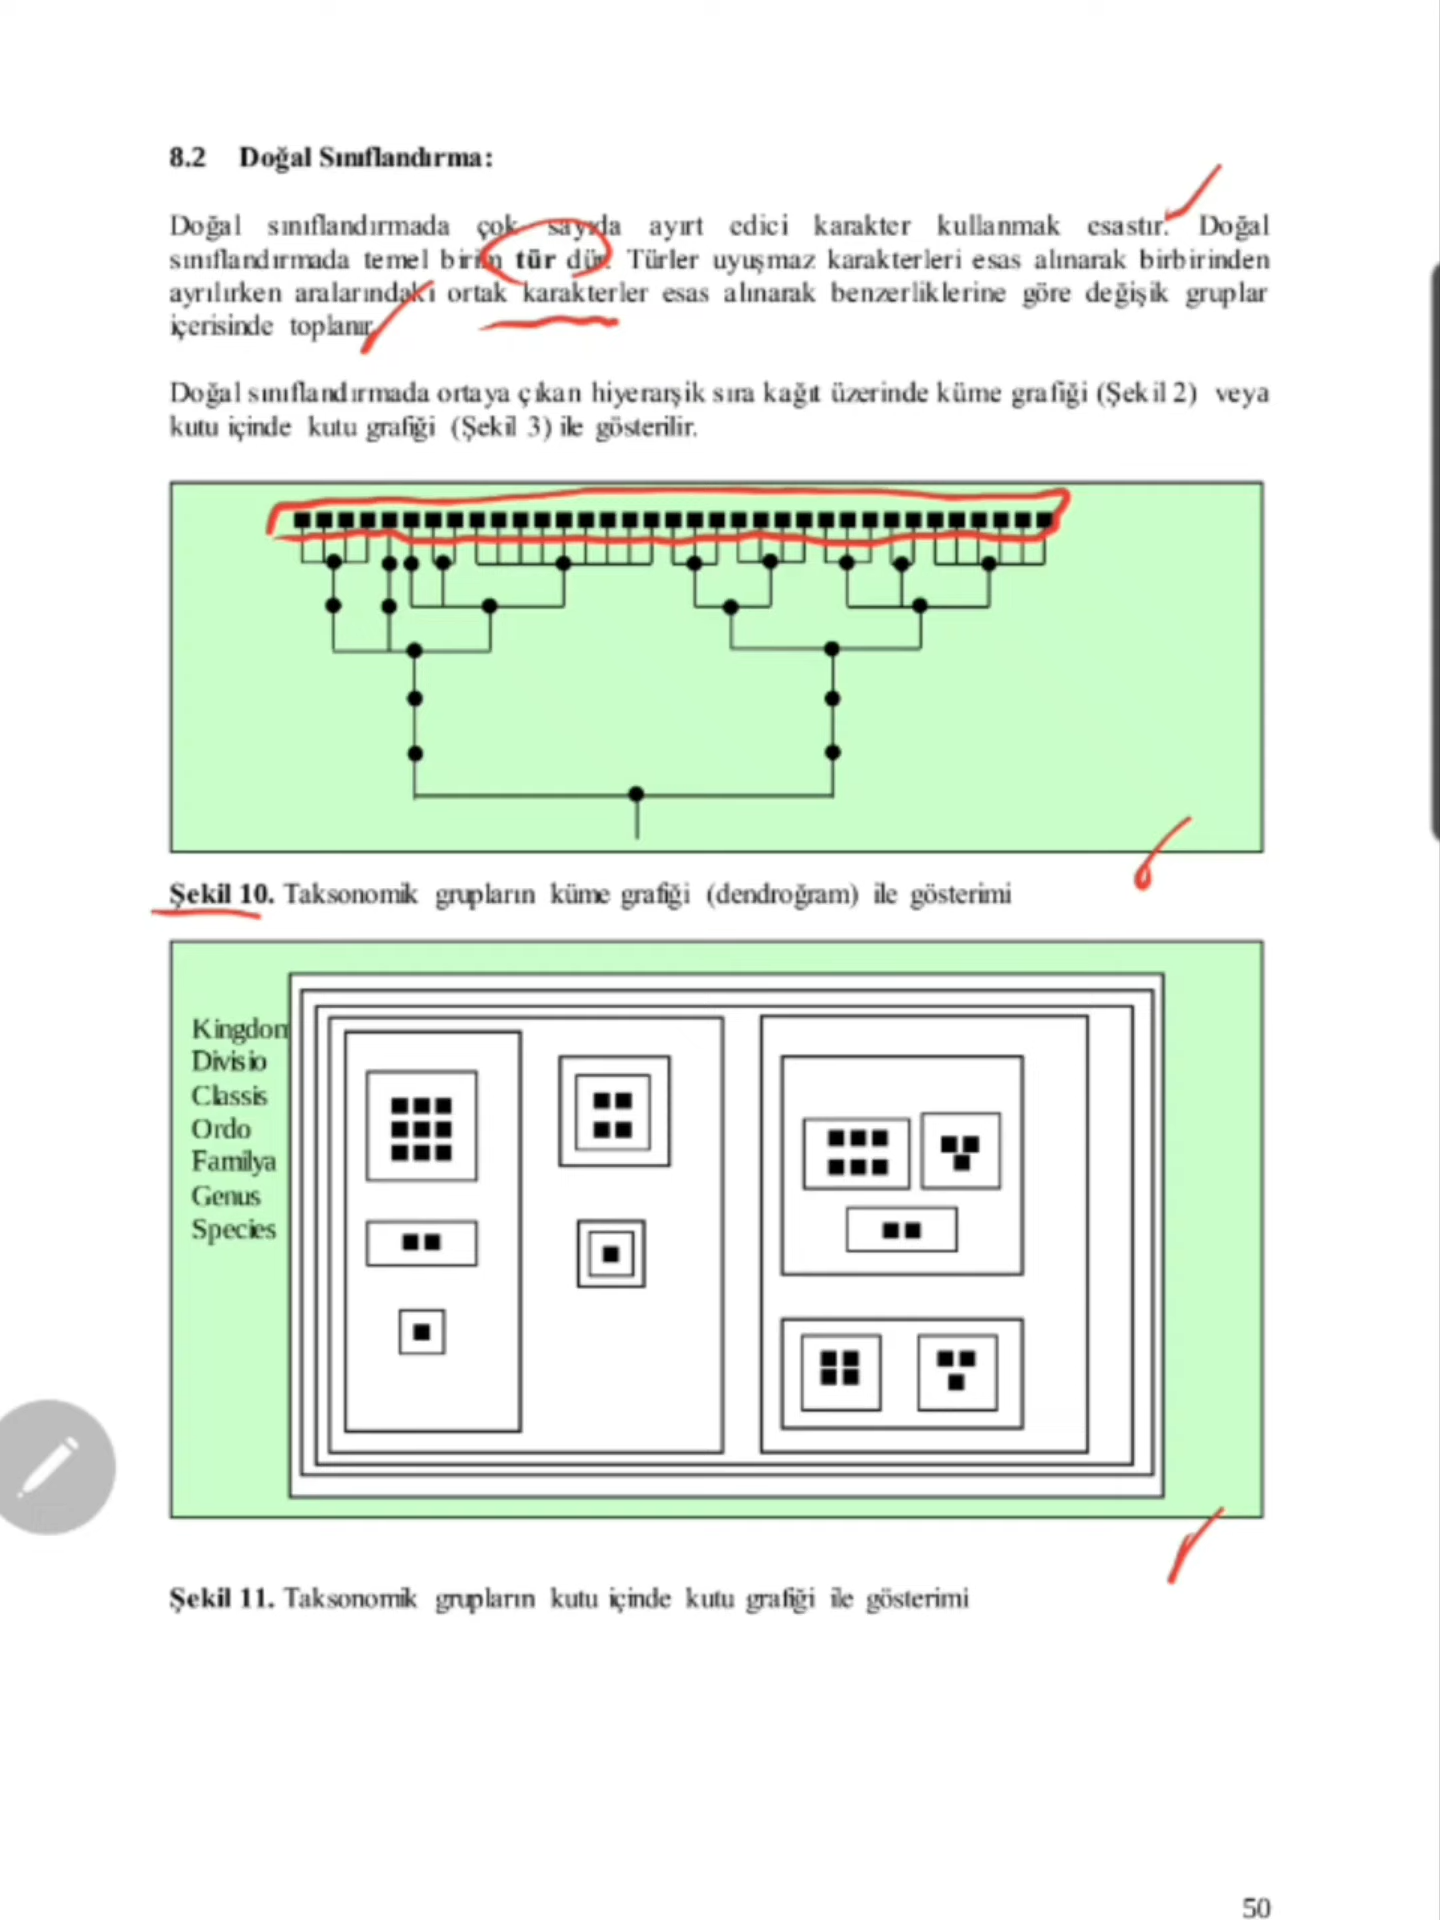 8.2 Doğal Sınıflandırma:
Doğal sınıflandırmada çok sayıda ayırt edici karakter kullanmak esastır. Doğal
sınıflandırmada temel birim tür dür. Türler uyuşmaz karakterleri esas alınarak birbirinden
ayrılırken aralarındaki ortak karakterler esas alınarak benzerliklerine göre değişik gruplar
içerisinde toplanır.
Doğal sınıflandırmada ortaya çıkan hiyerarşik sıra kağıt üzerinde küme grafiği (Şekil 2) veya
kutu içinde kutu grafiği (Şekil 3) ile gösterilir.
Şekil 10. Taksonomik grupların küme grafiği (dendroğram) ile gösterimi
Kingdom
Divisio
Classis
Ordo
Familya
Genus
Species
Şekil 11. Taksonomik grupların kutu içinde kutu grafiği ile gösterimi
50